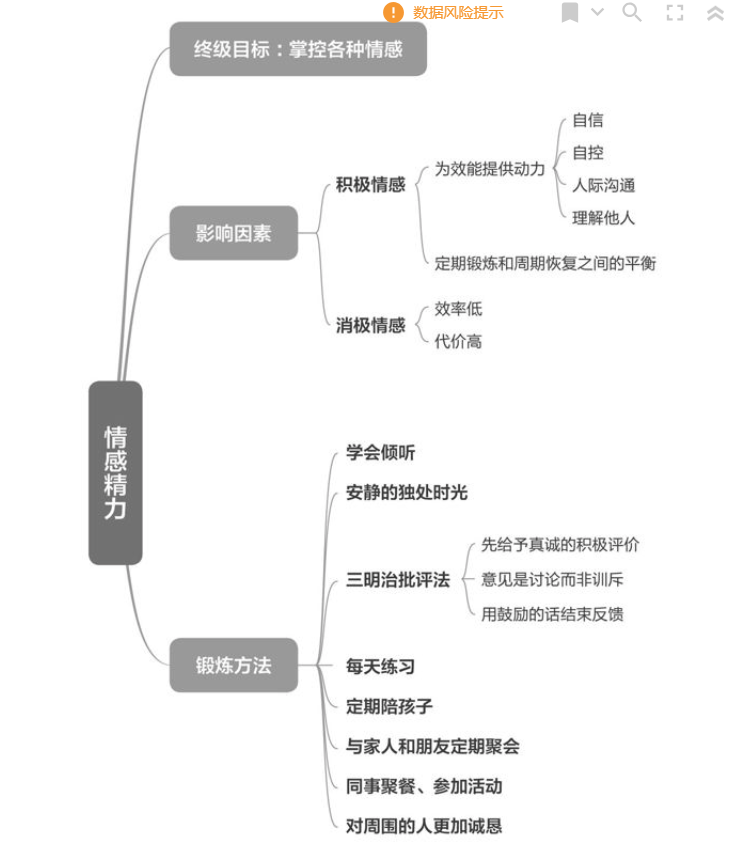 数据风险提示
终级目标：掌控各种情感
影响因素
积极情感
为效能提供动力
自信
自控
人际沟通
理解他人
定期锻炼和周期恢复之间的平衡
消极情感
效率低
代价高
情感精力
锻炼方法
学会倾听
安静的独处时光
三明治批评法
先给予真诚的积极评价
意见是讨论而非训斥
用鼓励的话结束反馈
每天练习
定期陪孩子
与家人和朋友定期聚会
同事聚餐、参加活动
对周围的人更加诚恳